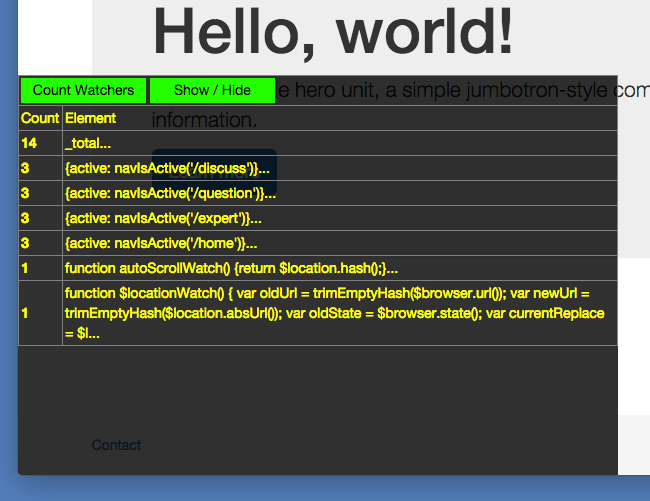 Hello, world!
Count Watchers Show / Hide e hero unit, a simple jumbotron-style com
Count Element information.
14 _total...
3 {active: navIsActive('/discuss')}...
3 {active: navIsActive('/question')}...
3 {active: navIsActive('/expert')}...
3 {active: navIsActive('/home')}...
1 function autoScrollWatch() {return $location.hash();}...
function $locationWatch() { var oldUrl = trimEmptyHash($browser.url()); var newUrl =
1 trimEmptyHash($location.absUrl()); var oldState = $browser.state(); var currentReplace
= $l...
Contact